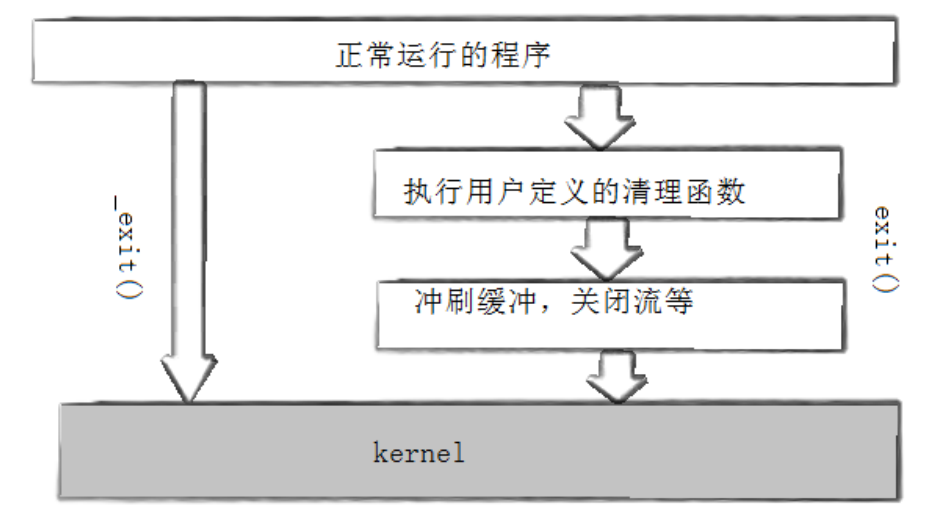 正常运行的程序
执行用户定义的清理函数
_exit()
exit()
冲刷缓冲，关闭流等
kernel